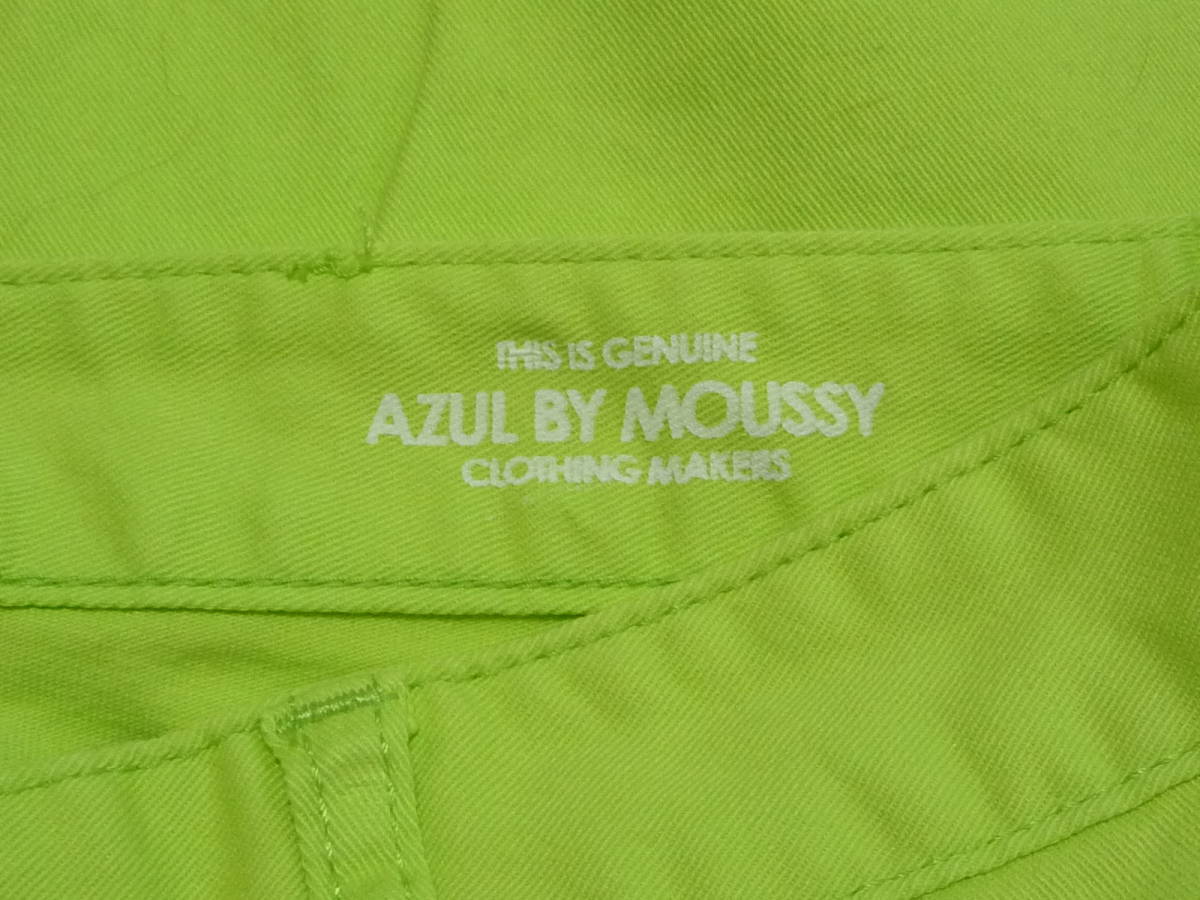 THIS IS GENUINE
AZUL BY MOUSSY
CLOTHING MAKERS